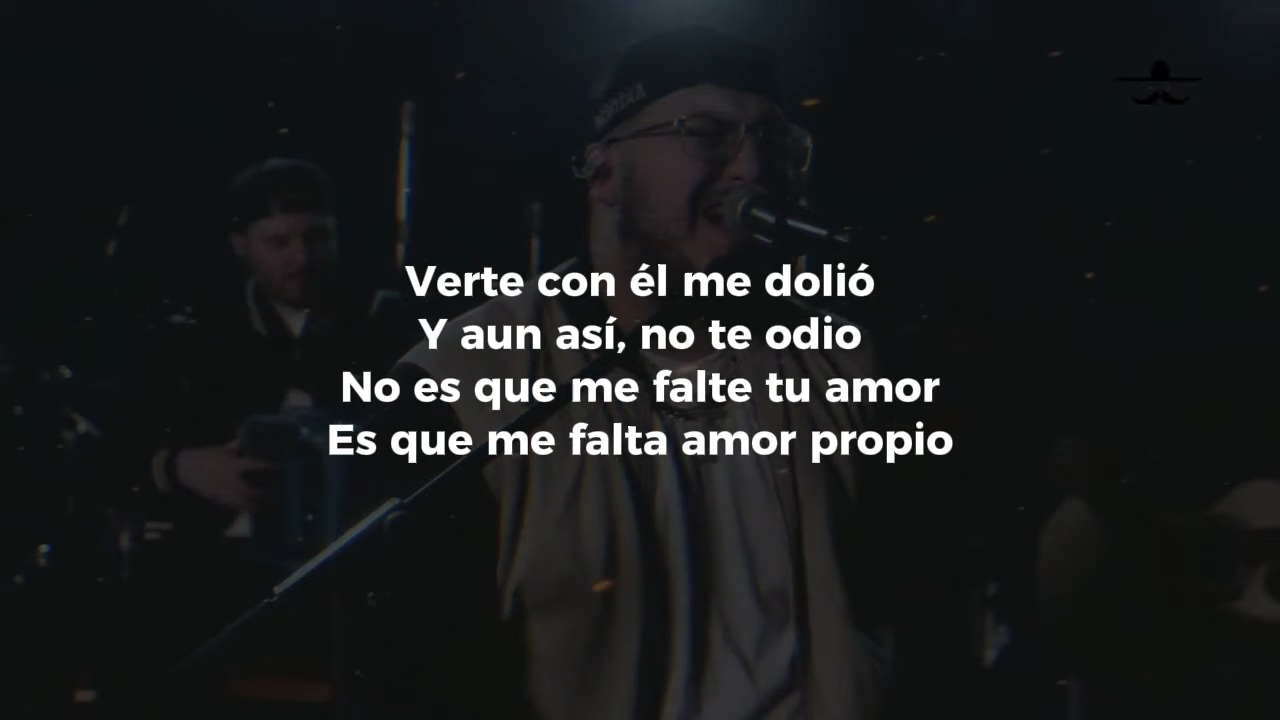 Verte con él me dolió
Y aun así, no te odio
No es que me falte tu amor
Es que me falta amor propio